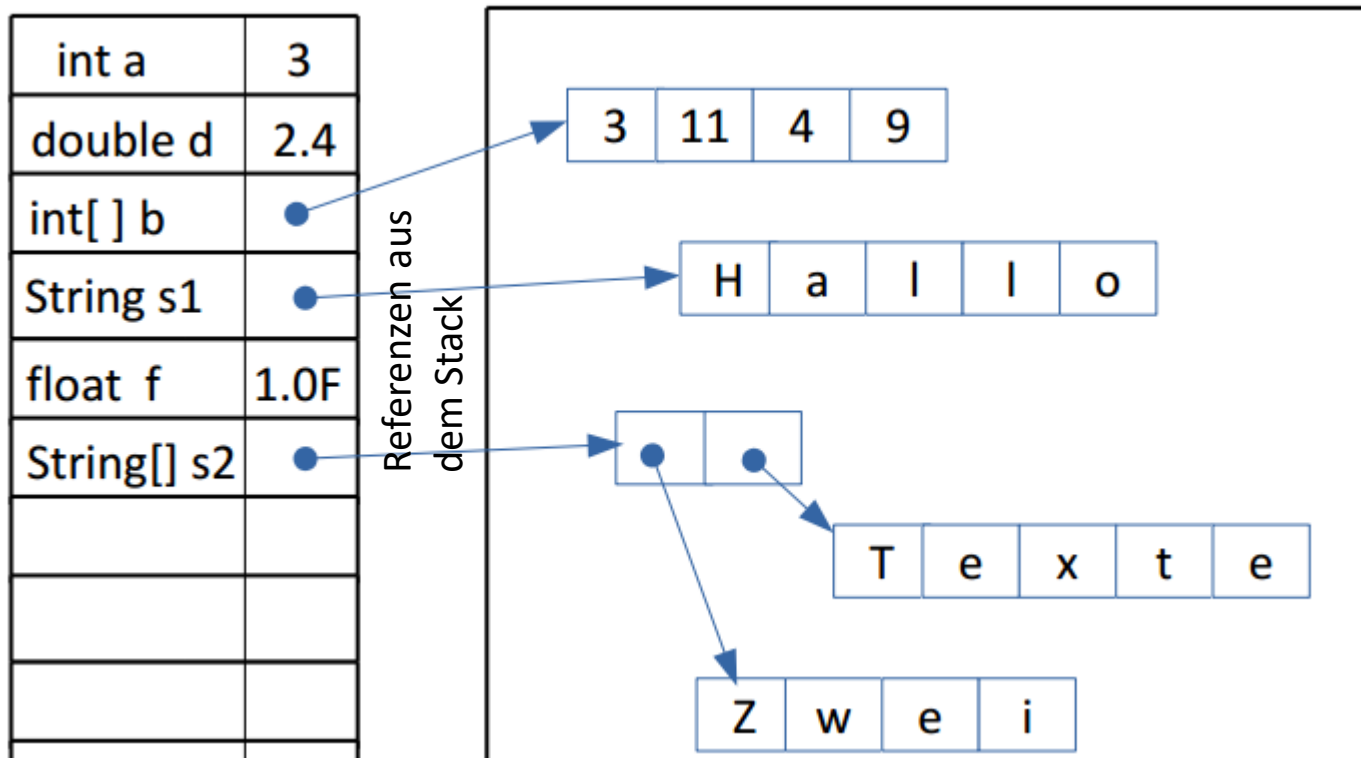 int a 3
double d 2.4
int[ ] b
String s1
float f 1.0F
String[] s2
Referenzen aus
dem Stack
3 11 4 9
H a l l o
T e x t e
Z w e i